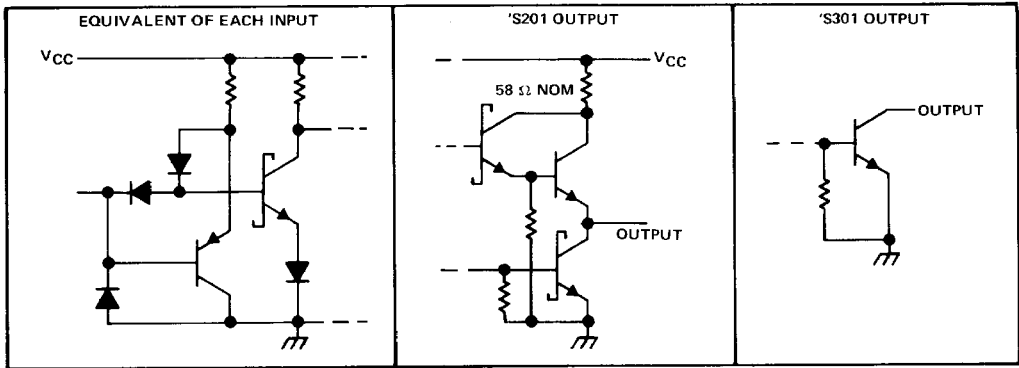 EQUIVALENT OF EACH INPUT
VCC
'S201 OUTPUT
VCC
58 Ω NOM
OUTPUT
'S301 OUTPUT
OUTPUT